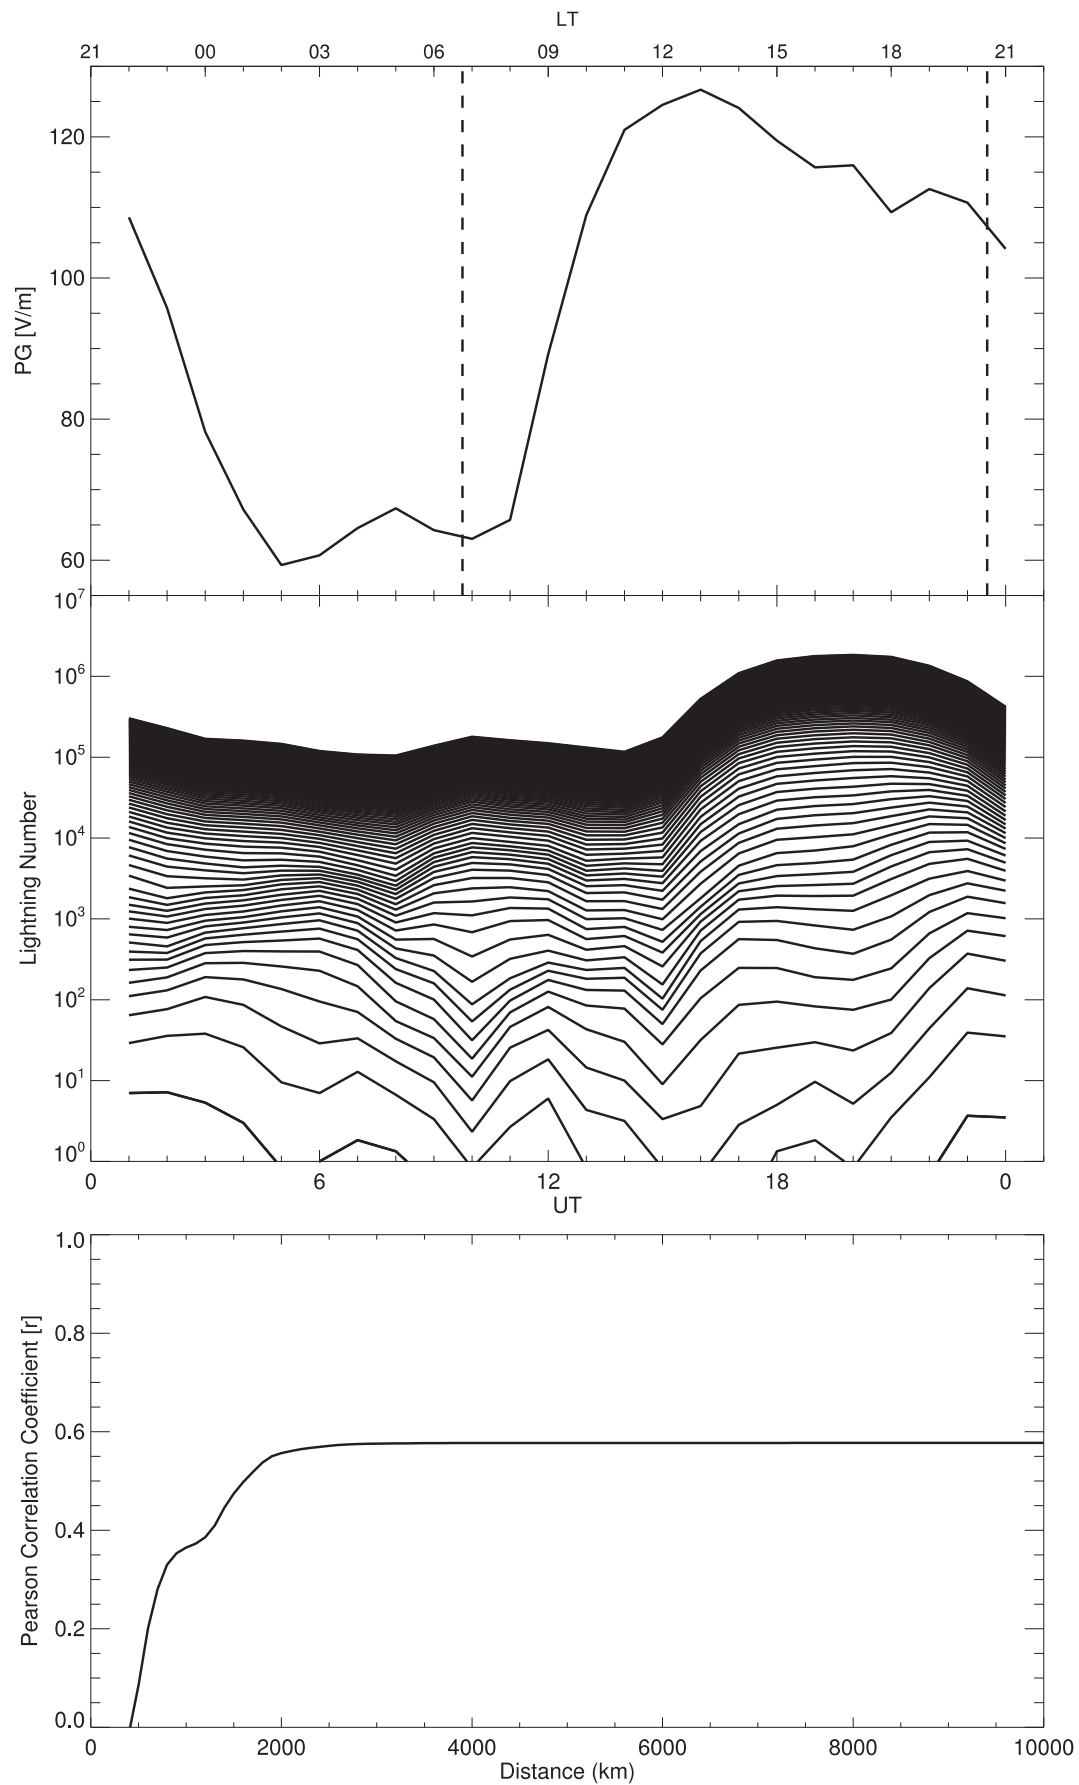 LT
21 00 03 06 09 12 15 18 21
120
100
80
60
PG [V/m]
10^7
10^6
10^5
10^4
10^3
10^2
10^1
10^0
Lightning Number
0 6 12 18 0
UT
1.0
0.8
0.6
0.4
0.2
0.0
Pearson Correlation Coefficient [r]
0 2000 4000 6000 8000 10000
Distance (km)